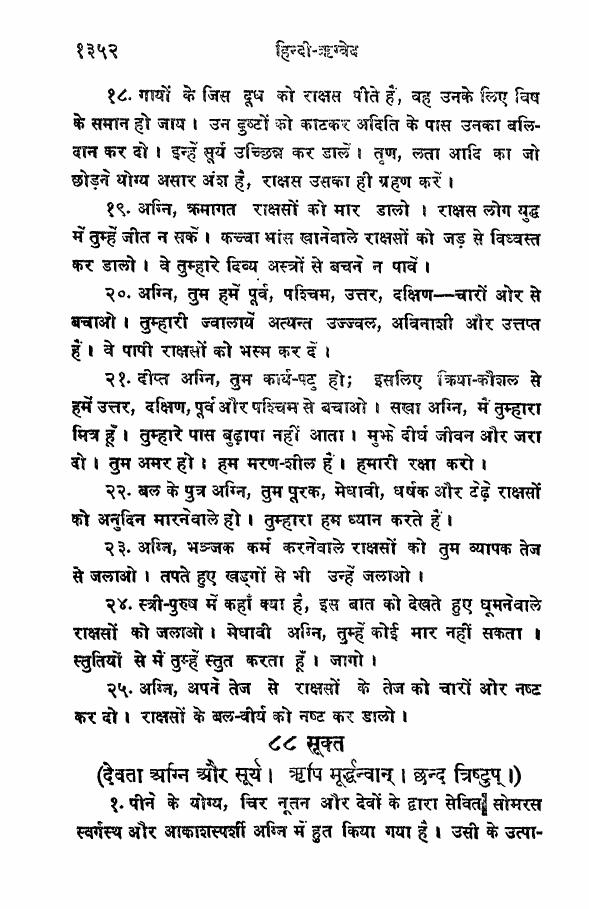 १३५२ हिन्दी-ऋग्वेद
१८. गायों के जिस दूध को राक्षस पीते हैं, वह उनके लिए विष
के समान हो जाय । उन दुष्टों को काटकर अदिति के पास उनका बलि-
दान कर दो । इन्हें सूर्य उच्छिन्न कर डालें । तृण, लता आदि का जो
छोड़ने योग्य असार अंश है, राक्षस उसका ही ग्रहण करें ।
१९. अग्नि, क्रमागत राक्षसों को मार डालो । राक्षस लोग युद्ध
में तुम्हें जीत न सकें । कच्चा मांस खानेवाले राक्षसों को जड़ से विध्वस्त
कर डालो । वे तुम्हारे दिव्य अस्त्रों से बचने न पावें ।
२०. अग्नि, तुम हमें पूर्व, पश्चिम, उत्तर, दक्षिण—चारों ओर से
बचाओ । तुम्हारी ज्वालायें अत्यन्त उज्ज्वल, अविनाशी और उत्तप्त
हैं । वे पापी राक्षसों को भस्म कर दें ।
२१. दीप्त अग्नि, तुम कार्य-पटु हो; इसलिए क्रिया-कौशल से
हमें उत्तर, दक्षिण, पूर्व और पश्चिम से बचाओ । सखा अग्नि, मैं तुम्हारा
मित्र हूँ । तुम्हारे पास बुढ़ापा नहीं आता । मुझे दीर्घ जीवन और जरा
दो । तुम अमर हो । हम मरण-शील हैं । हमारी रक्षा करो ।
२२. बल के पुत्र अग्नि, तुम पूरक, मेधावी, धर्षक और टेढ़े राक्षसों
को अनुदिन मारनेवाले हो । तुम्हारा हम ध्यान करते हैं ।
२३. अग्नि, भञ्जक कर्म करनेवाले राक्षसों को तुम व्यापक तेज
से जलाओ । तपते हुए खड्गों से भी उन्हें जलाओ ।
२४. स्त्री-पुरुष में कहाँ क्या है, इस बात को देखते हुए घूमनेवाले
राक्षसों को जलाओ । मेधावी अग्नि, तुम्हें कोई मार नहीं सकता ।
स्तुतियों से मैं तुम्हें स्तुत करता हूँ । जागो ।
२५. अग्नि, अपने तेज से राक्षसों के तेज को चारों ओर नष्ट
कर दो । राक्षसों के बल-वीर्य को नष्ट कर डालो ।
८८ सूक्त
(देवता अग्नि और सूर्य । ऋषि मूर्द्धन्वान् । छन्द त्रिष्टुप् ।)
१. पीने के योग्य, चिर नूतन और देवों के द्वारा सेवित सोमरस
स्वर्गस्थ और आकाशस्पर्शी अग्नि में हुत किया गया है । उसी के उत्पा-